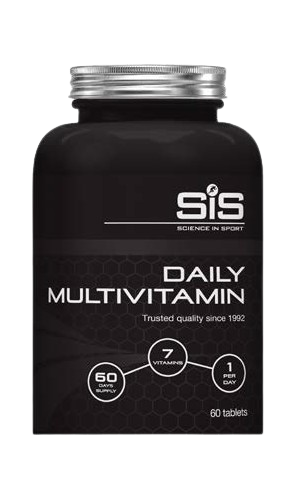 SiS
SCIENCE IN SPORT
DAILY
MULTIVITAMIN
Trusted quality since 1992
60
DAYS
SUPPLY
7
VITAMINS
1
PER
DAY
60 tablets